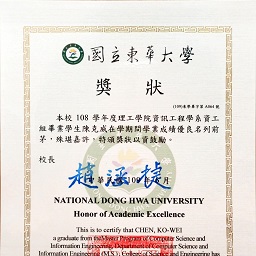 國立東華大學
獎狀
(109)東畢業字第 A064 號
本校 108 學年度理工學院資訊工程學系資工
組畢業學生陳克威在學期間學業成績優良名列前
茅,殊堪嘉許,特頒獎狀以資鼓勵。
校長
趙涵㨗
中華民國109年 月
NATIONAL DONG HWA UNIVERSITY
Honor of Academic Excellence
This is to certify that CHEN, KO-WEI
a graduate from the Master Program of Computer Science and
Information Engineering, Department of Computer Science and
Information Engineering (M.S.), College of Science and Engineering has